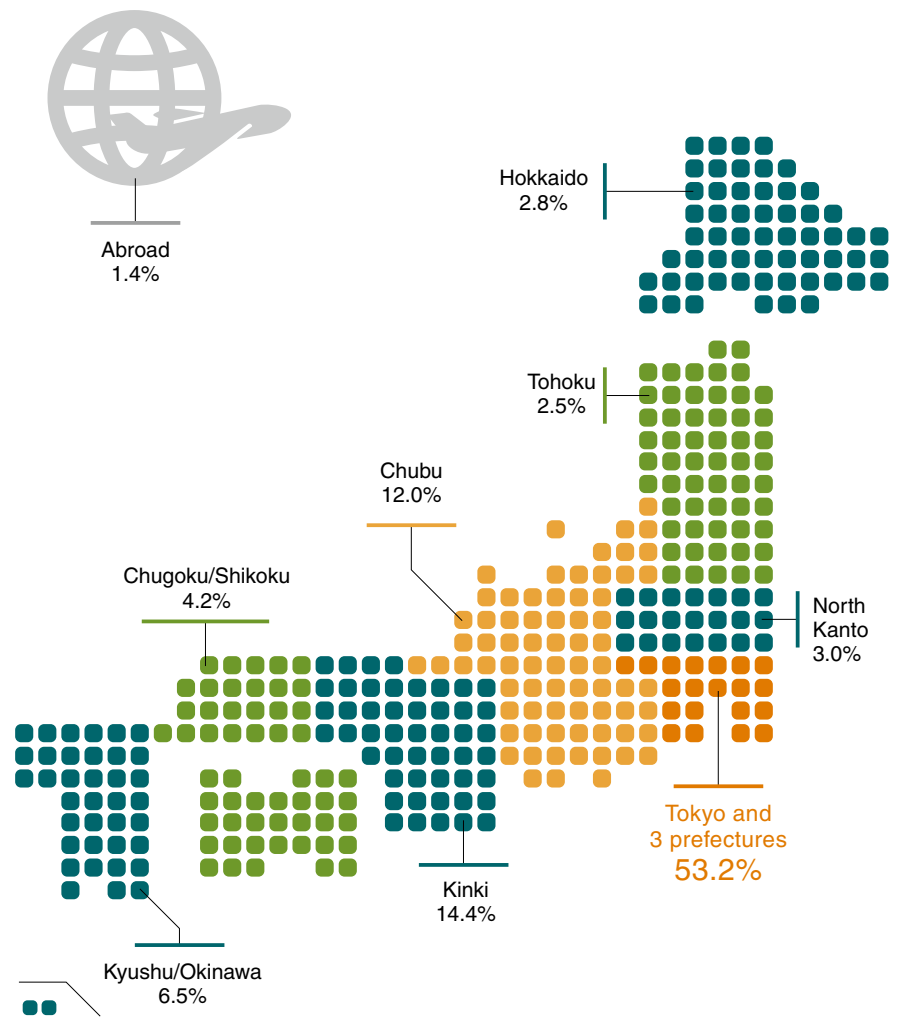 Hokkaido
2.8%
Abroad
1.4%
Tohoku
2.5%
Chubu
12.0%
Chugoku/Shikoku
4.2%
North
Kanto
3.0%
Tokyo and
3 prefectures
53.2%
Kinki
14.4%
Kyushu/Okinawa
6.5%